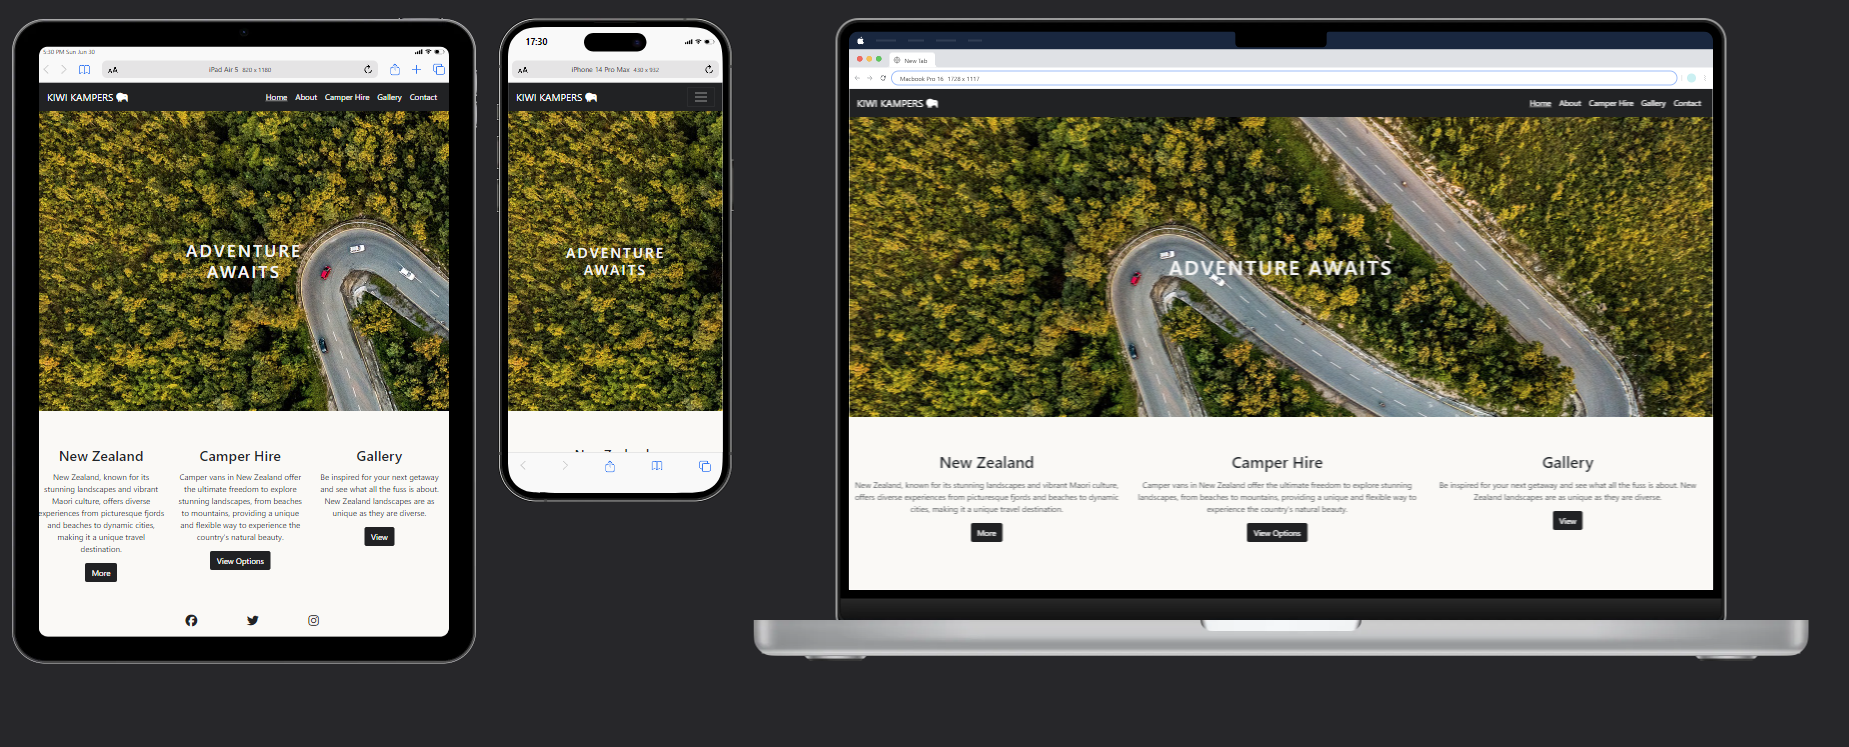 5:30 PM Sun Jun 30
AA
iPad Air 5 820 x 1180
KIWI KAMPERS
Home About Camper Hire Gallery Contact
ADVENTURE
AWAITS
New Zealand
New Zealand, known for its
stunning landscapes and vibrant
Maori culture, offers diverse
experiences from picturesque fjords
and beaches to dynamic cities,
making it a unique travel
destination.
More
Camper Hire
Camper vans in New Zealand offer
the ultimate freedom to explore
stunning landscapes, from beaches
to mountains, providing a unique
and flexible way to experience the
country's natural beauty.
View Options
Gallery
Be inspired for your next getaway
and see what all the fuss is about.
New Zealand landscapes are as
unique as they are diverse.
View
17:30
AA
iPhone 14 Pro Max 430 x 932
KIWI KAMPERS
ADVENTURE
AWAITS
New Tab
Macbook Pro 16 1728 x 1117
KIWI KAMPERS
Home About Camper Hire Gallery Contact
ADVENTURE AWAITS
New Zealand
New Zealand, known for its stunning landscapes and vibrant Maori culture,
offers diverse experiences from picturesque fjords and beaches to dynamic
cities, making it a unique travel destination.
More
Camper Hire
Camper vans in New Zealand offer the ultimate freedom to explore stunning
landscapes, from beaches to mountains, providing a unique and flexible way to
experience the country's natural beauty.
View Options
Gallery
Be inspired for your next getaway and see what all the fuss is about. New
Zealand landscapes are as unique as they are diverse.
View